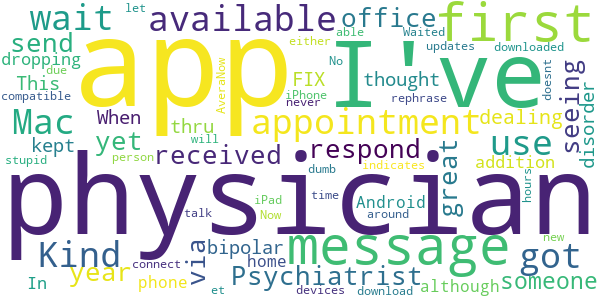 let
wait
available
office
first
either
able
Waited
send
app
I've
updates
downloaded
dropping
This
due
AveraNow
FIX
No
thought
doesnt
compatible
iPhone
never
rephrase
Mac
When
appointment
dealing
seeing
disorder
yet
thru
will
use
kept
received
respond
great
addition
stupid
person
indicates
physician
dumb
hours
iPad
time
Android
Now
around
talk
Kind
via
bipolar
message
got
home
new
year
Psychiatrist
someone
connect
In
phone
et
devices
download
although